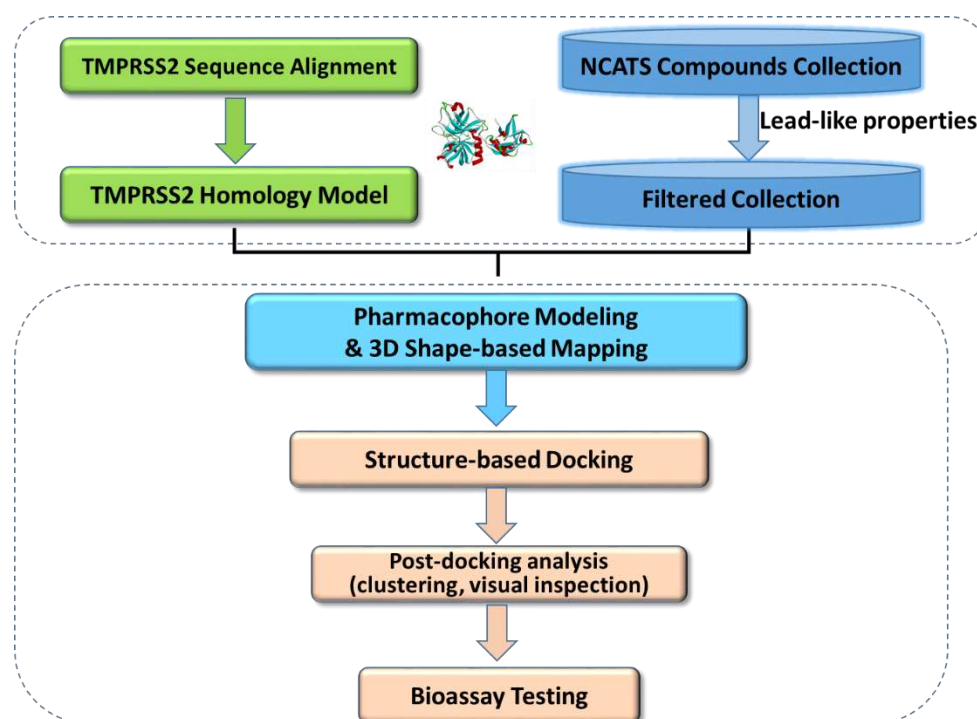 TMPRSS2 Sequence Alignment
NCATS Compounds Collection
Lead-like properties
TMPRSS2 Homology Model
Filtered Collection
Pharmacophore Modeling
& 3D Shape-based Mapping
Structure-based Docking
Post-docking analysis
(clustering, visual inspection)
Bioassay Testing